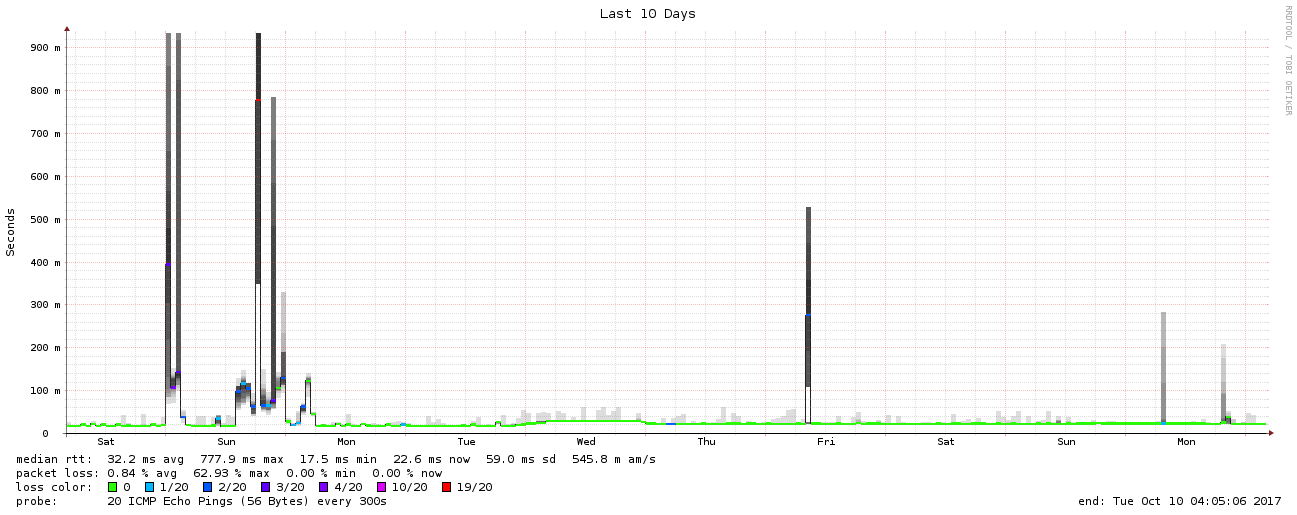 Last 10 Days
RRDTOOL / TOBI OETIKER
Seconds
900 m
800 m
700 m
600 m
500 m
400 m
300 m
200 m
100 m
0
Sat Sun Mon Tue Wed Thu Fri Sat Sun Mon
median rtt: 32.2 ms avg 777.9 ms max 17.5 ms min 22.6 ms now 59.0 ms sd 545.8 m am/s
packet loss: 0.84 % avg 62.93 % max 0.00 % min 0.00 % now
loss color: 0 1/20 2/20 3/20 4/20 10/20 19/20
probe: 20 ICMP Echo Pings (56 Bytes) every 300s end: Tue Oct 10 04:05:06 2017